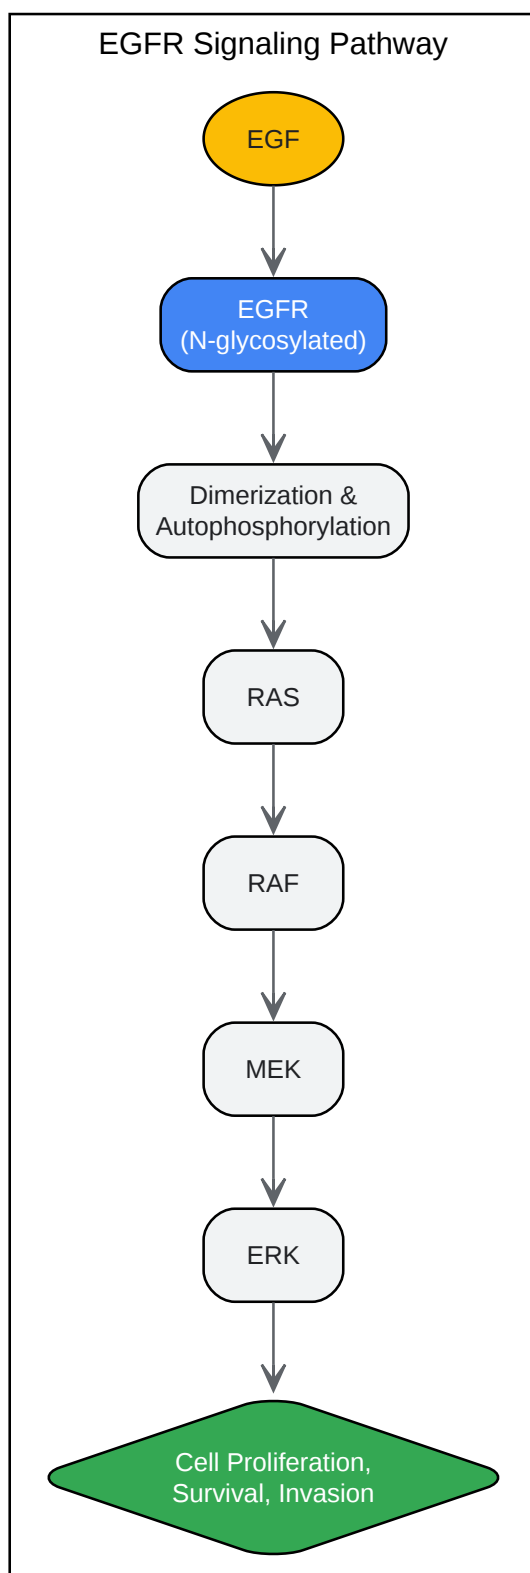 EGFR Signaling Pathway
EGF
EGFR
(N-glycosylated)
Dimerization &
Autophosphorylation
RAS
RAF
MEK
ERK
Cell Proliferation,
Survival, Invasion